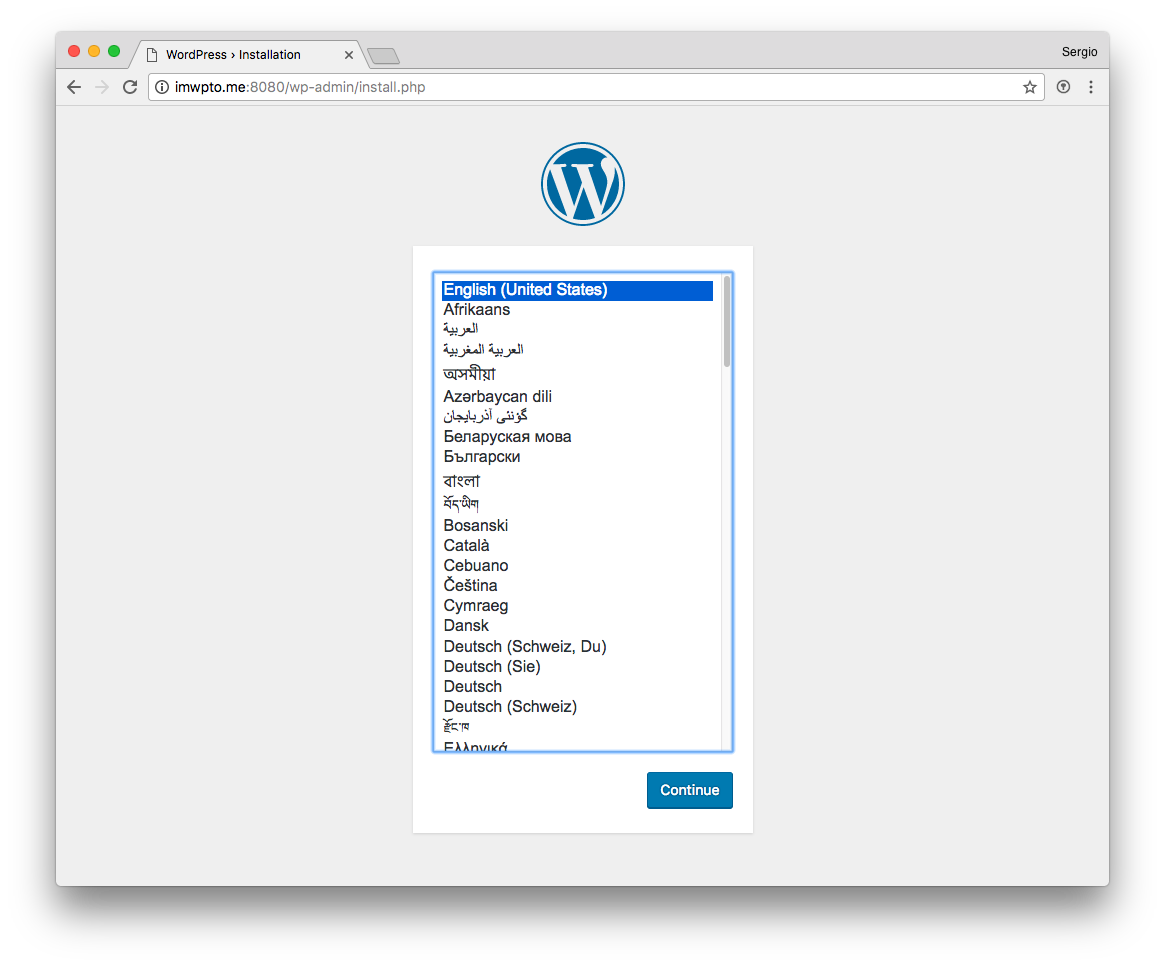 WordPress › Installation
Sergio
imwpto.me:8080/wp-admin/install.php
English (United States)
Afrikaans
العربية
العربية المغربية
অসমীয়া
Azərbaycan dili
گؤنئی آذربایجان
Беларуская мова
Български
বাংলা
བོད་ཡིག
Bosanski
Català
Cebuano
Čeština
Cymraeg
Dansk
Deutsch (Schweiz, Du)
Deutsch (Sie)
Deutsch
Deutsch (Schweiz)
རྫོང་ཁ
Ελληνικά
Continue